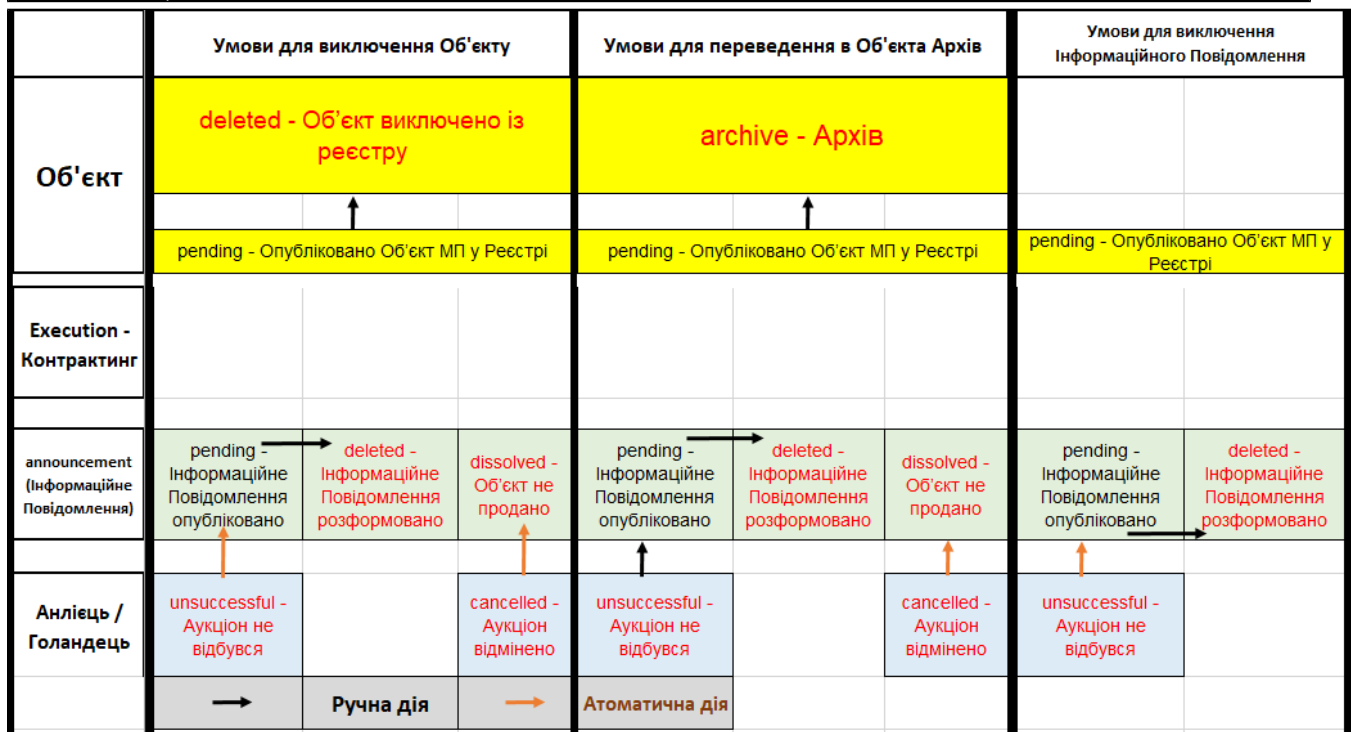 Умови для виключення Об'єкту
Умови для переведення в Об'єкта Архів
Умови для виключення
Інформаційного Повідомлення
Об'єкт
deleted - Об'єкт виключено із
реєстру
archive - Архів
pending - Опубліковано Об'єкт МП у Реєстрі
pending - Опубліковано Об'єкт МП у Реєстрі
pending - Опубліковано Об'єкт МП у
Реєстрі
Execution -
Контрактинг
announcement
(Інформаційне
Повідомлення)
pending -
Інформаційне
Повідомлення
опубліковано
deleted -
Інформаційне
Повідомлення
розформовано
dissolved -
Об'єкт не
продано
pending -
Інформаційне
Повідомлення
опубліковано
deleted -
Інформаційне
Повідомлення
розформовано
dissolved -
Об'єкт не
продано
pending -
Інформаційне
Повідомлення
опубліковано
deleted -
Інформаційне
Повідомлення
розформовано
Анлієць /
Голандець
unsuccessful -
Аукціон не
відбувся
cancelled -
Аукціон
відмінено
unsuccessful -
Аукціон не
відбувся
cancelled -
Аукціон
відмінено
unsuccessful -
Аукціон не
відбувся
Ручна дія
Атоматична дія